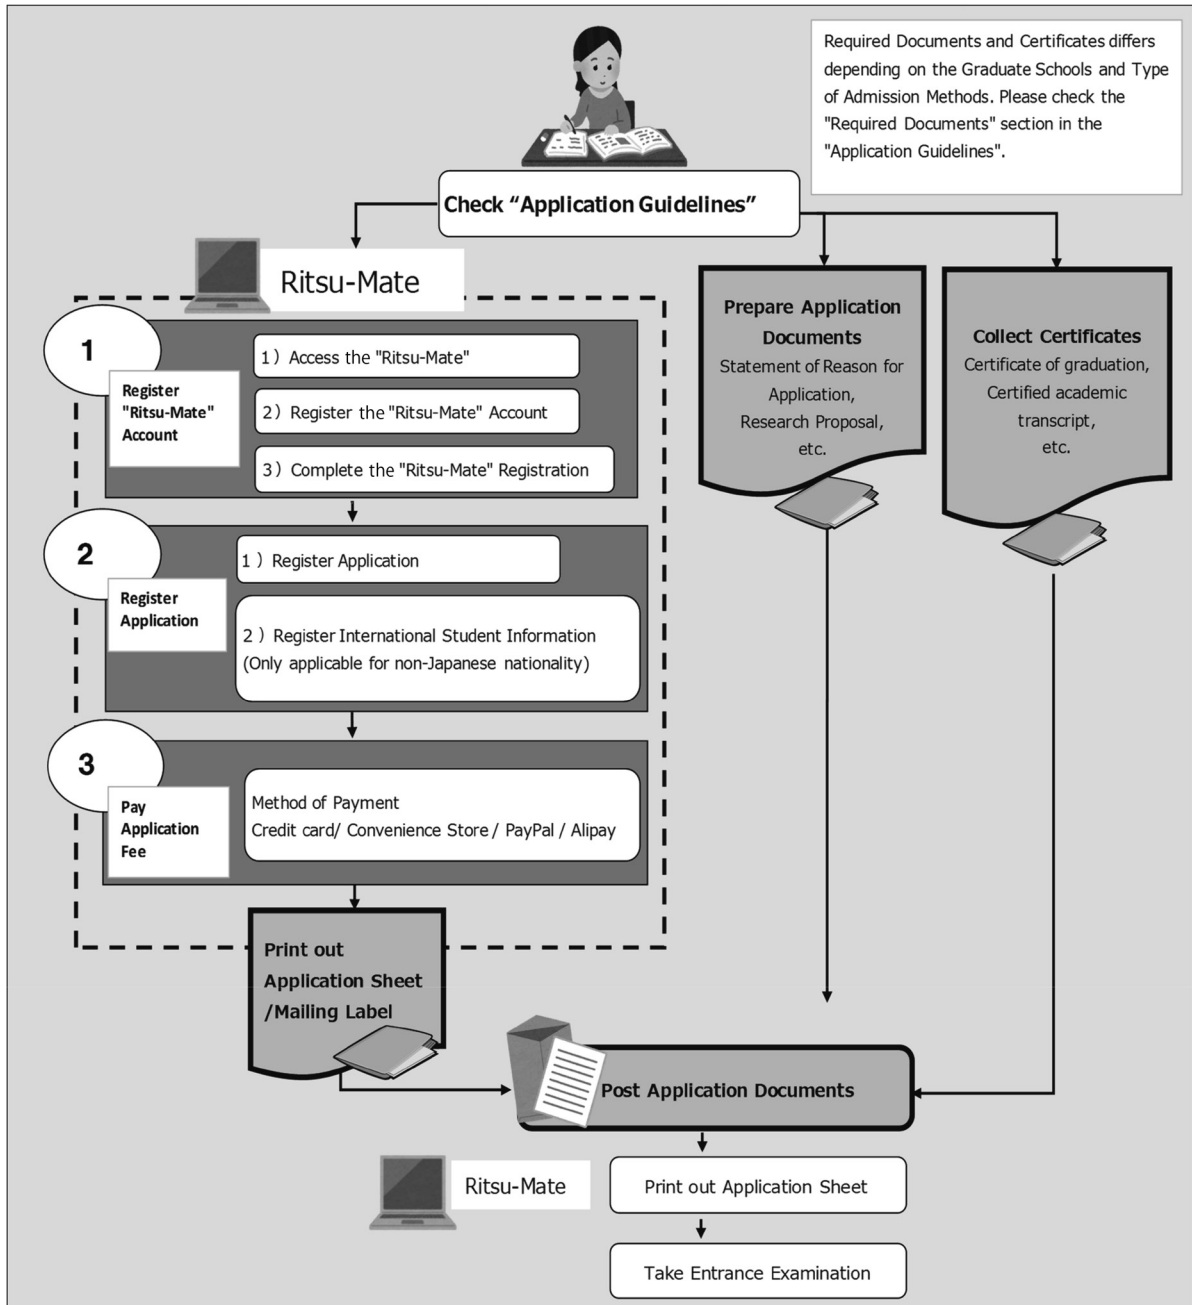 Required Documents and Certificates differs
depending on the Graduate Schools and Type
of Admission Methods. Please check the
"Required Documents" section in the
"Application Guidelines".
Check “Application Guidelines”
Ritsu-Mate
1
Register
"Ritsu-Mate"
Account
1）Access the "Ritsu-Mate"
2）Register the "Ritsu-Mate" Account
3）Complete the "Ritsu-Mate" Registration
2
Register
Application
1）Register Application
2）Register International Student Information
(Only applicable for non-Japanese nationality)
3
Pay
Application
Fee
Method of Payment
Credit card/ Convenience Store / PayPal / Alipay
Print out
Application Sheet
/Mailing Label
Prepare Application
Documents
Statement of Reason for
Application,
Research Proposal,
etc.
Collect Certificates
Certificate of graduation,
Certified academic
transcript,
etc.
Post Application Documents
Ritsu-Mate
Print out Application Sheet
Take Entrance Examination